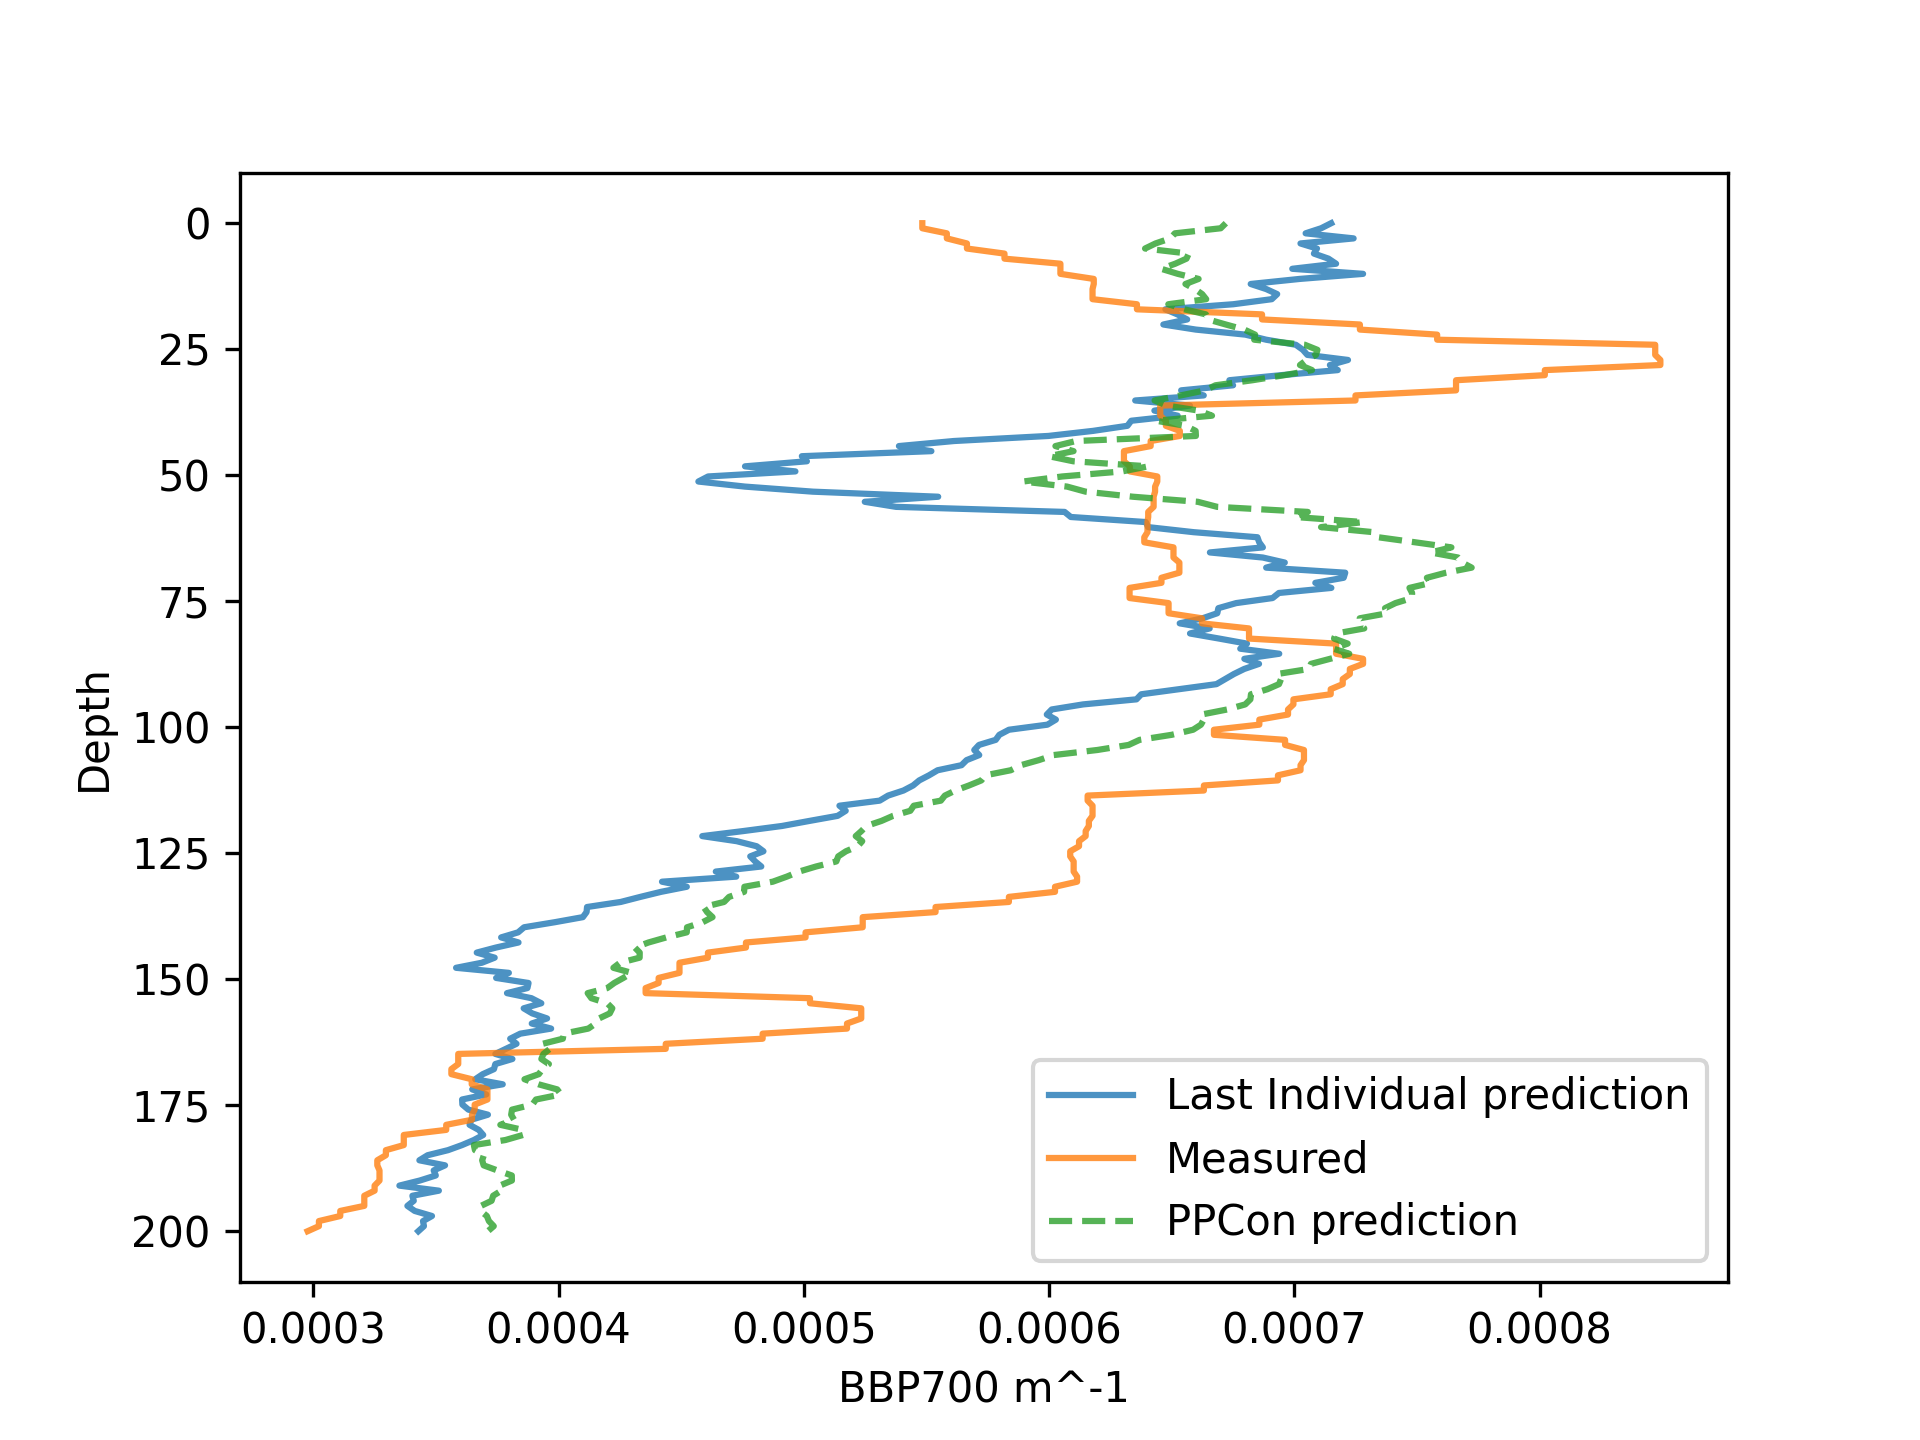 0
25
50
75
100
125
150
175
200
Depth
0.0003 0.0004 0.0005 0.0006 0.0007 0.0008
BBP700 m^-1
Last Individual prediction
Measured
PPCon prediction